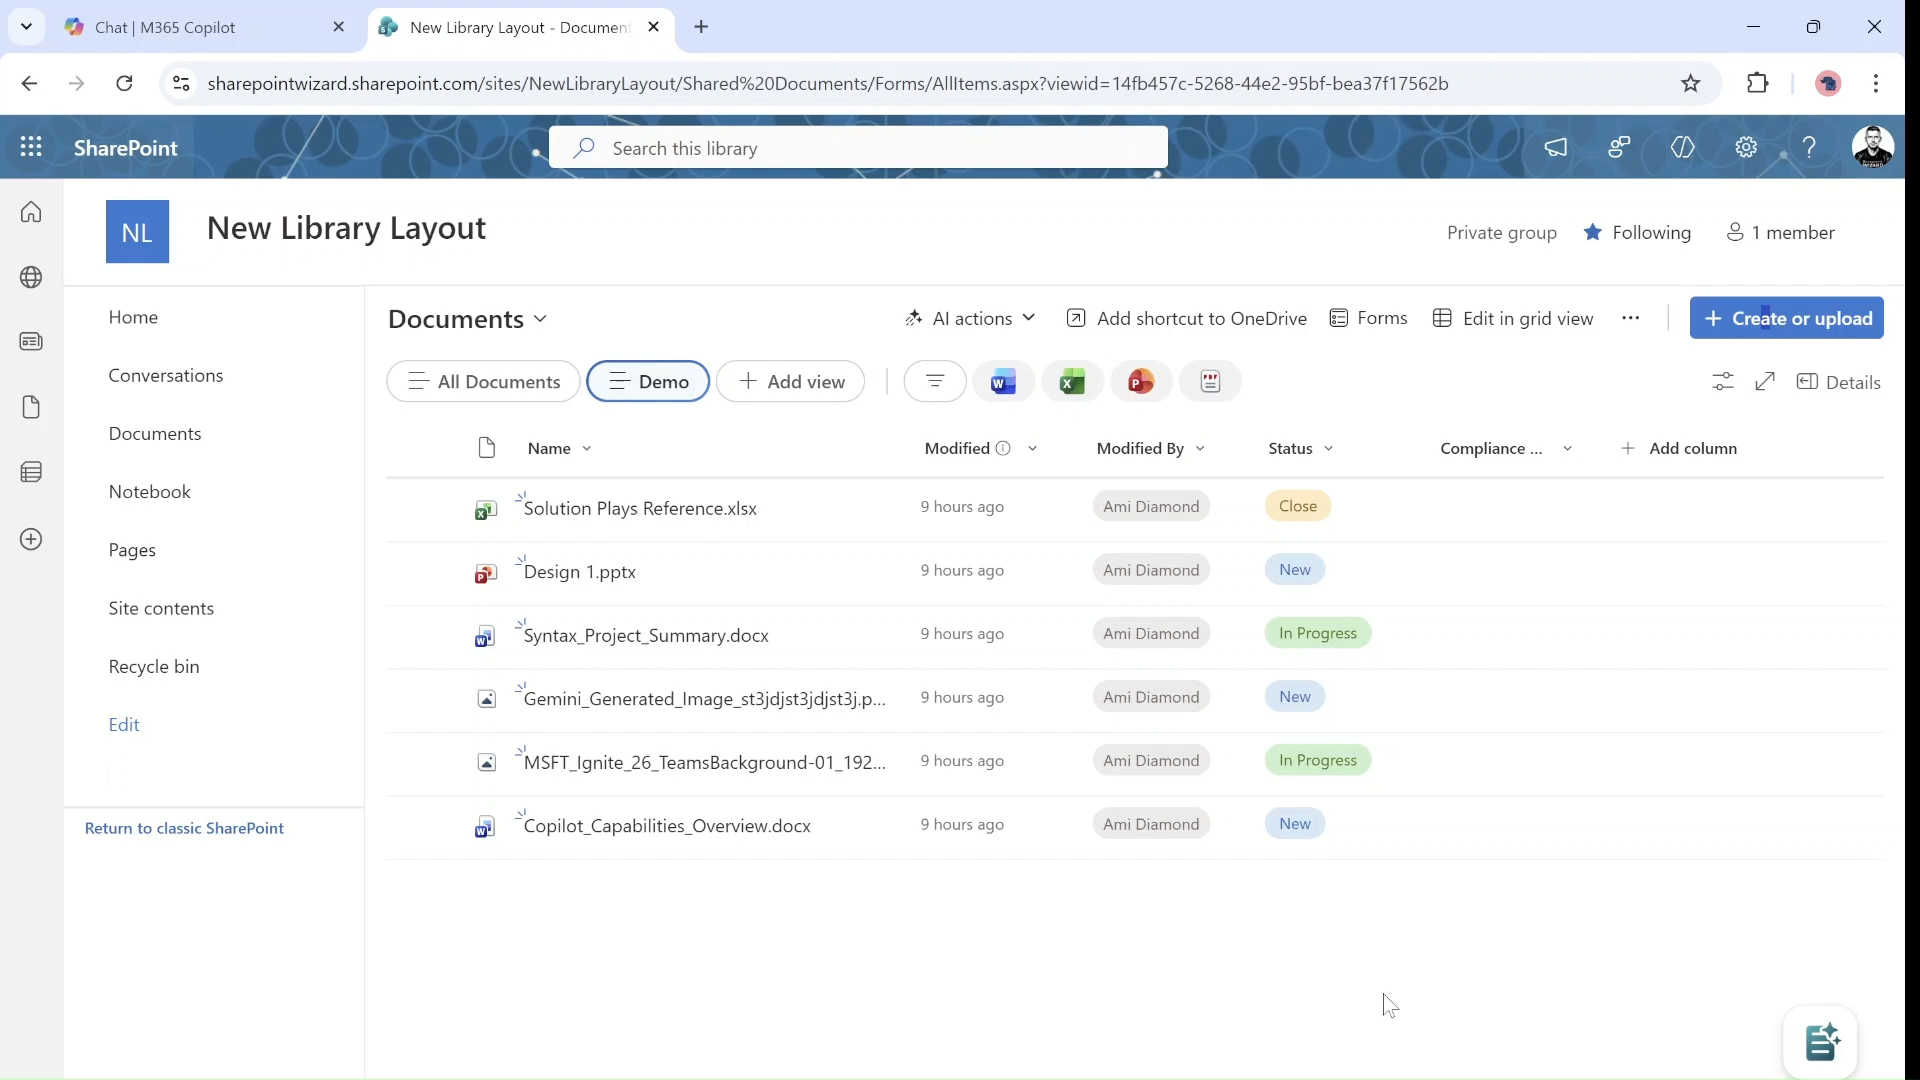 Chat | M365 Copilot
New Library Layout - Document
sharepointwizard.sharepoint.com/sites/NewLibraryLayout/Shared%20Documents/Forms/AllItems.aspx?viewid=14fb457c-5268-44e2-95bf-bea37f17562b
SharePoint
Search this library
NL
New Library Layout
Private group
Following
1 member
Home
Conversations
Documents
Notebook
Pages
Site contents
Recycle bin
Edit
Return to classic SharePoint
Documents
AI actions
Add shortcut to OneDrive
Forms
Edit in grid view
Create or upload
All Documents
Demo
Add view
Details
Name Modified Modified By Status Compliance ... Add column
Solution Plays Reference.xlsx 9 hours ago Ami Diamond Close
Design 1.pptx 9 hours ago Ami Diamond New
Syntax_Project_Summary.docx 9 hours ago Ami Diamond In Progress
Gemini_Generated_Image_st3jdjst3jdjst3j.p... 9 hours ago Ami Diamond New
MSFT_Ignite_26_TeamsBackground-01_192... 9 hours ago Ami Diamond In Progress
Copilot_Capabilities_Overview.docx 9 hours ago Ami Diamond New